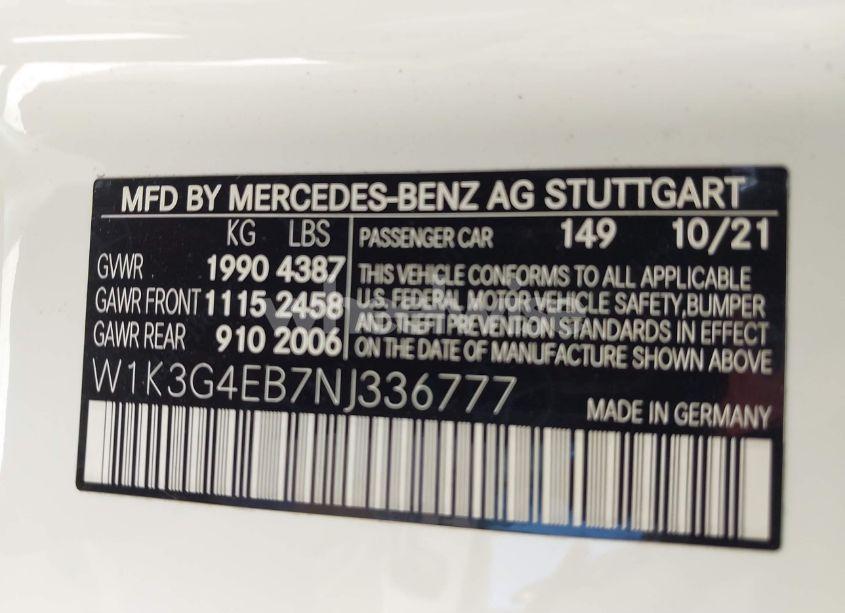 MFD BY MERCEDES-BENZ AG STUTTGART
KG LBS
GVWR 1990 4387
GAWR FRONT 1115 2458
GAWR REAR 910 2006
PASSENGER CAR 149 10/21
THIS VEHICLE CONFORMS TO ALL APPLICABLE
U.S. FEDERAL MOTOR VEHICLE SAFETY,BUMPER
AND THEFT PREVENTION STANDARDS IN EFFECT
ON THE DATE OF MANUFACTURE SHOWN ABOVE
W1K3G4EB7NJ336777
MADE IN GERMANY